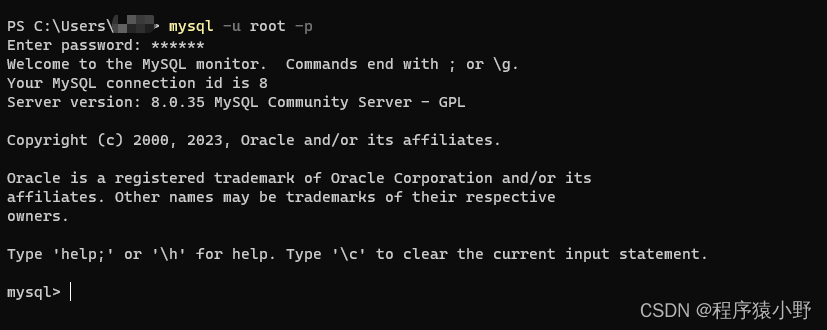 PS C:\Users\> mysql -u root -p
Enter password: ******
Welcome to the MySQL monitor.  Commands end with ; or \g.
Your MySQL connection id is 8
Server version: 8.0.35 MySQL Community Server - GPL
Copyright (c) 2000, 2023, Oracle and/or its affiliates.
Oracle is a registered trademark of Oracle Corporation and/or its
affiliates. Other names may be trademarks of their respective
owners.
Type 'help;' or '\h' for help. Type '\c' to clear the current input statement.
mysql>
CSDN @程序猿小野